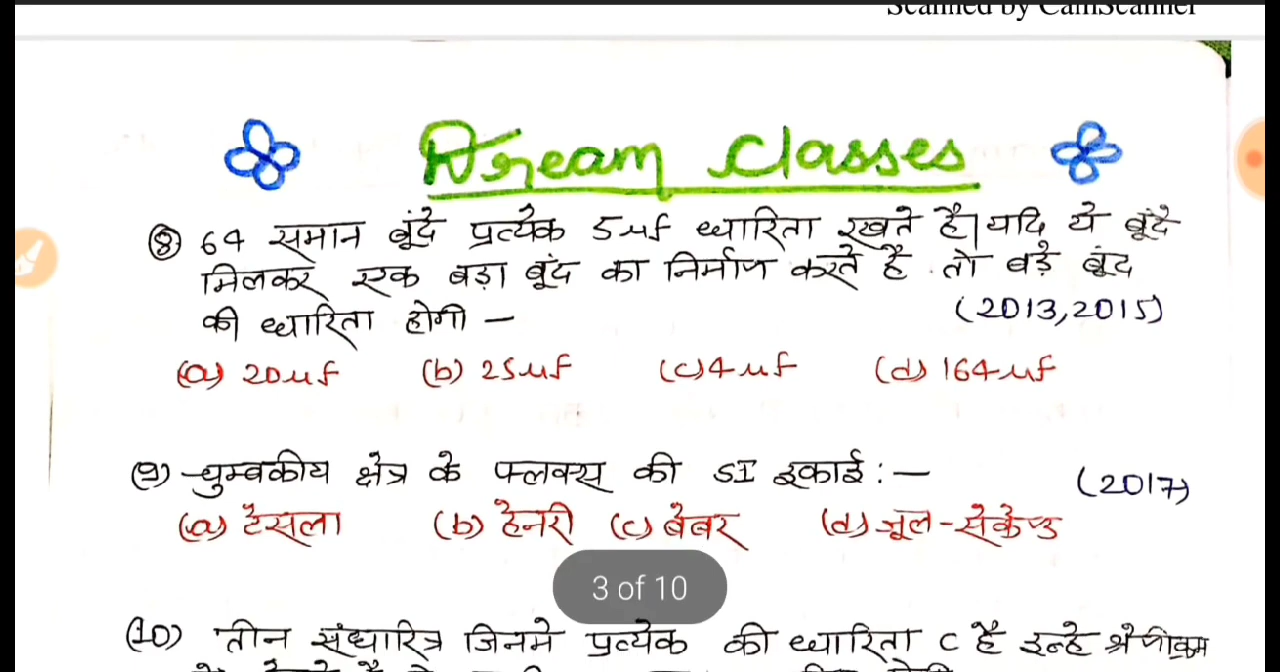 Scanned by CamScanner
Dream Classes
(8) 64 समान बूंदे प्रत्येक 5μf धारिता रखते है। यदि ये बूंदे
मिलकर एक बड़ा बूंद का निर्माण करते है . तो बड़े बूंद
की धारिता होगी — (2013,2015)
(a) 20μf (b) 25μf (c) 4μf (d) 164μf
(9) चुम्बकीय क्षेत्र के फ्लक्स की SI इकाई : — (2017)
(a) टेसला (b) हेनरी (c) बेबर (d) जूल-सेकेण्ड
3 of 10
(10) तीन संधारित्र जिनमे प्रत्येक की धारिता C है इन्हे श्रेणीक्रम